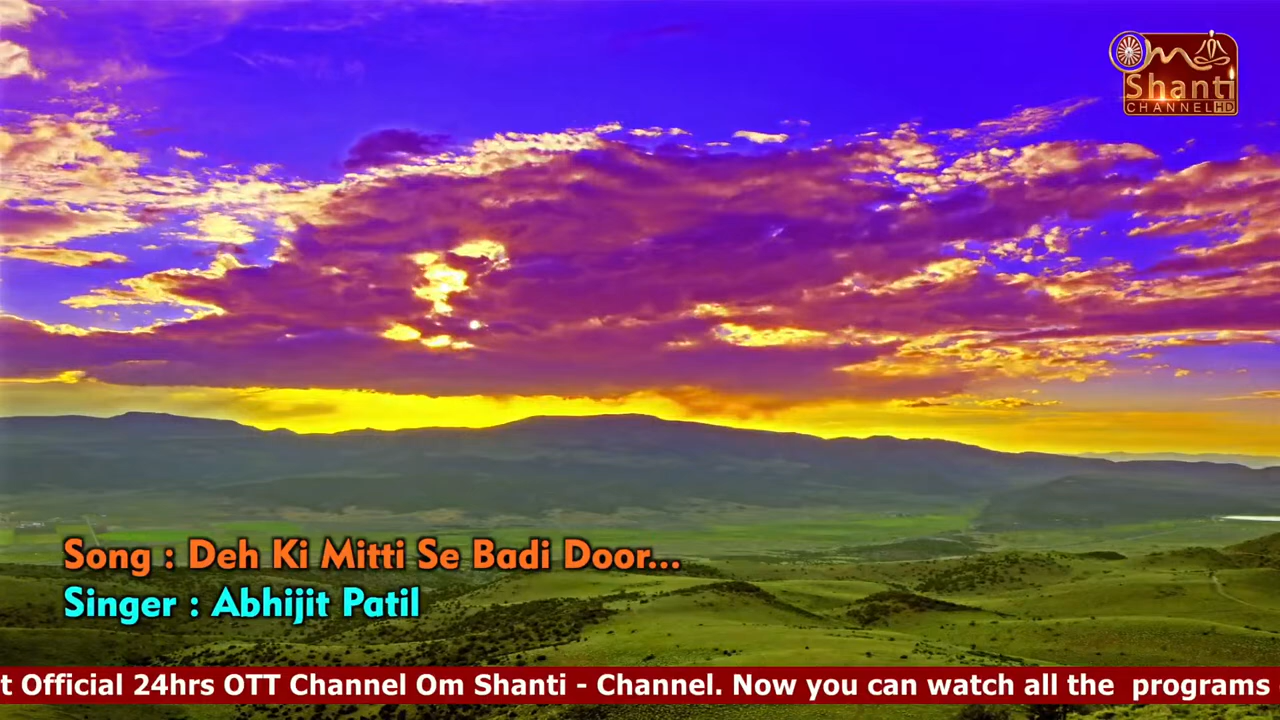 Om
Shanti
CHANNEL HD
Song : Deh Ki Mitti Se Badi Door...
Singer : Abhijit Patil
t Official 24hrs OTT Channel Om Shanti - Channel. Now you can watch all the programs